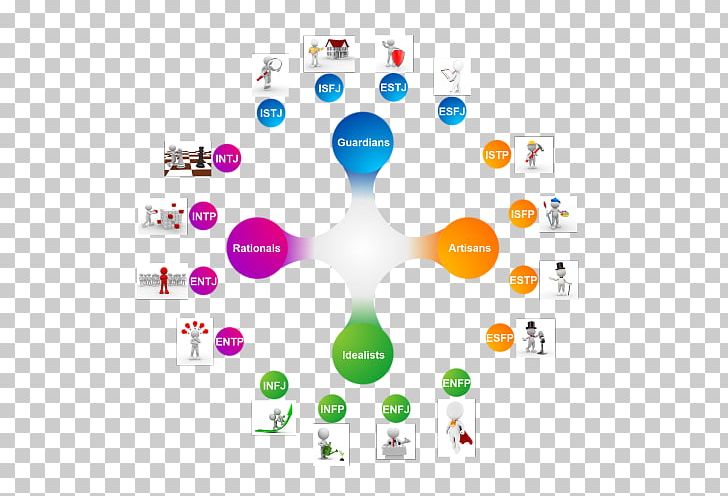 ISFJ
ESTJ
ISTJ
ESFJ
Guardians
INTJ
ISTP
INTP
ISFP
Rationals
Artisans
ENTJ
ESTP
ENTP
ESFP
Idealists
INFJ
ENFP
INFP
ENFJ